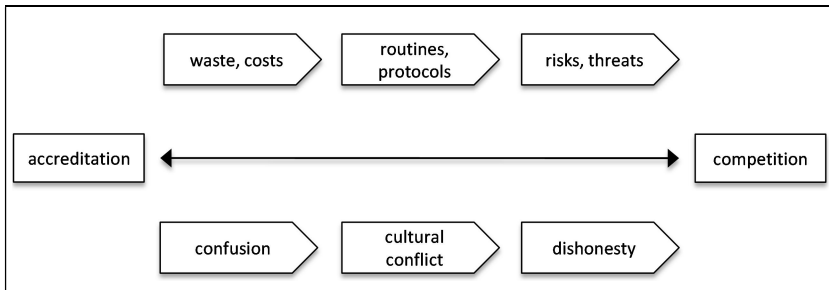 waste, costs
routines,
protocols
risks, threats
accreditation
competition
confusion
cultural
conflict
dishonesty